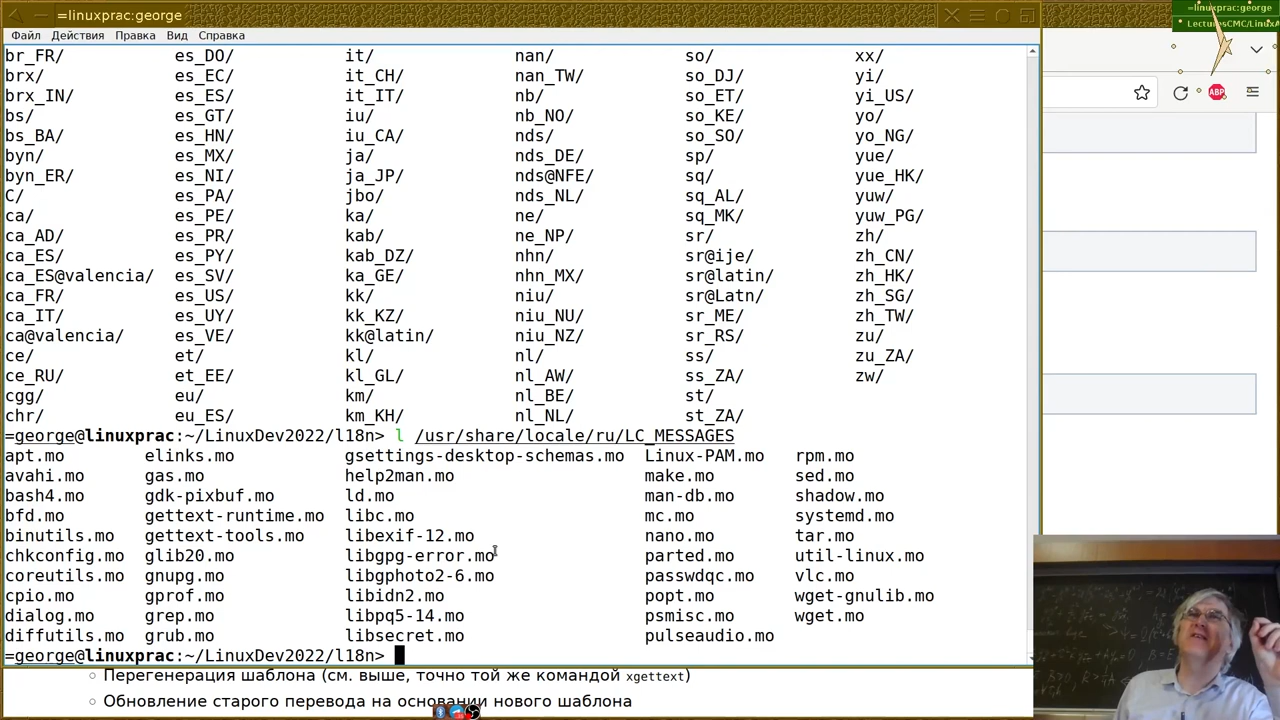 =linuxprac:george
=linuxprac:george
LecturesCMC/LinuxA
Файл Действия Правка Вид Справка
ABP
br_FR/ es_DO/ it/ nan/ so/ xx/
brx/ es_EC/ it_CH/ nan_TW/ so_DJ/ yi/
brx_IN/ es_ES/ it_IT/ nb/ so_ET/ yi_US/
bs/ es_GT/ iu/ nb_NO/ so_KE/ yo/
bs_BA/ es_HN/ iu_CA/ nds/ so_SO/ yo_NG/
byn/ es_MX/ ja/ nds_DE/ sp/ yue/
byn_ER/ es_NI/ ja_JP/ nds@NFE/ sq/ yue_HK/
C/ es_PA/ jbo/ nds_NL/ sq_AL/ yuw/
ca/ es_PE/ ka/ ne/ sq_MK/ yuw_PG/
ca_AD/ es_PR/ kab/ ne_NP/ sr/ zh/
ca_ES/ es_PY/ kab_DZ/ nhn/ sr@ije/ zh_CN/
ca_ES@valencia/ es_SV/ ka_GE/ nhn_MX/ sr@latin/ zh_HK/
ca_FR/ es_US/ kk/ niu/ sr@Latn/ zh_SG/
ca_IT/ es_UY/ kk_KZ/ niu_NU/ sr_ME/ zh_TW/
ca@valencia/ es_VE/ kk@latin/ niu_NZ/ sr_RS/ zu/
ce/ et/ kl/ nl/ ss/ zu_ZA/
ce_RU/ et_EE/ kl_GL/ nl_AW/ ss_ZA/ zw/
cgg/ eu/ km/ nl_BE/ st/
chr/ eu_ES/ km_KH/ nl_NL/ st_ZA/
=george@linuxprac:~/LinuxDev2022/l18n> l /usr/share/locale/ru/LC_MESSAGES
apt.mo elinks.mo gsettings-desktop-schemas.mo Linux-PAM.mo rpm.mo
avahi.mo gas.mo help2man.mo make.mo sed.mo
bash4.mo gdk-pixbuf.mo ld.mo man-db.mo shadow.mo
bfd.mo gettext-runtime.mo libc.mo mc.mo systemd.mo
binutils.mo gettext-tools.mo libexif-12.mo nano.mo tar.mo
chkconfig.mo glib20.mo libgpg-error.mo parted.mo util-linux.mo
coreutils.mo gnupg.mo libgphoto2-6.mo passwdqc.mo vlc.mo
cpio.mo gprof.mo libidn2.mo popt.mo wget-gnulib.mo
dialog.mo grep.mo libpq5-14.mo psmisc.mo wget.mo
diffutils.mo grub.mo libsecret.mo pulseaudio.mo
=george@linuxprac:~/LinuxDev2022/l18n>
Перегенерация шаблона (см. выше, точно той же командой xgettext)
Обновление старого перевода на основании нового шаблона